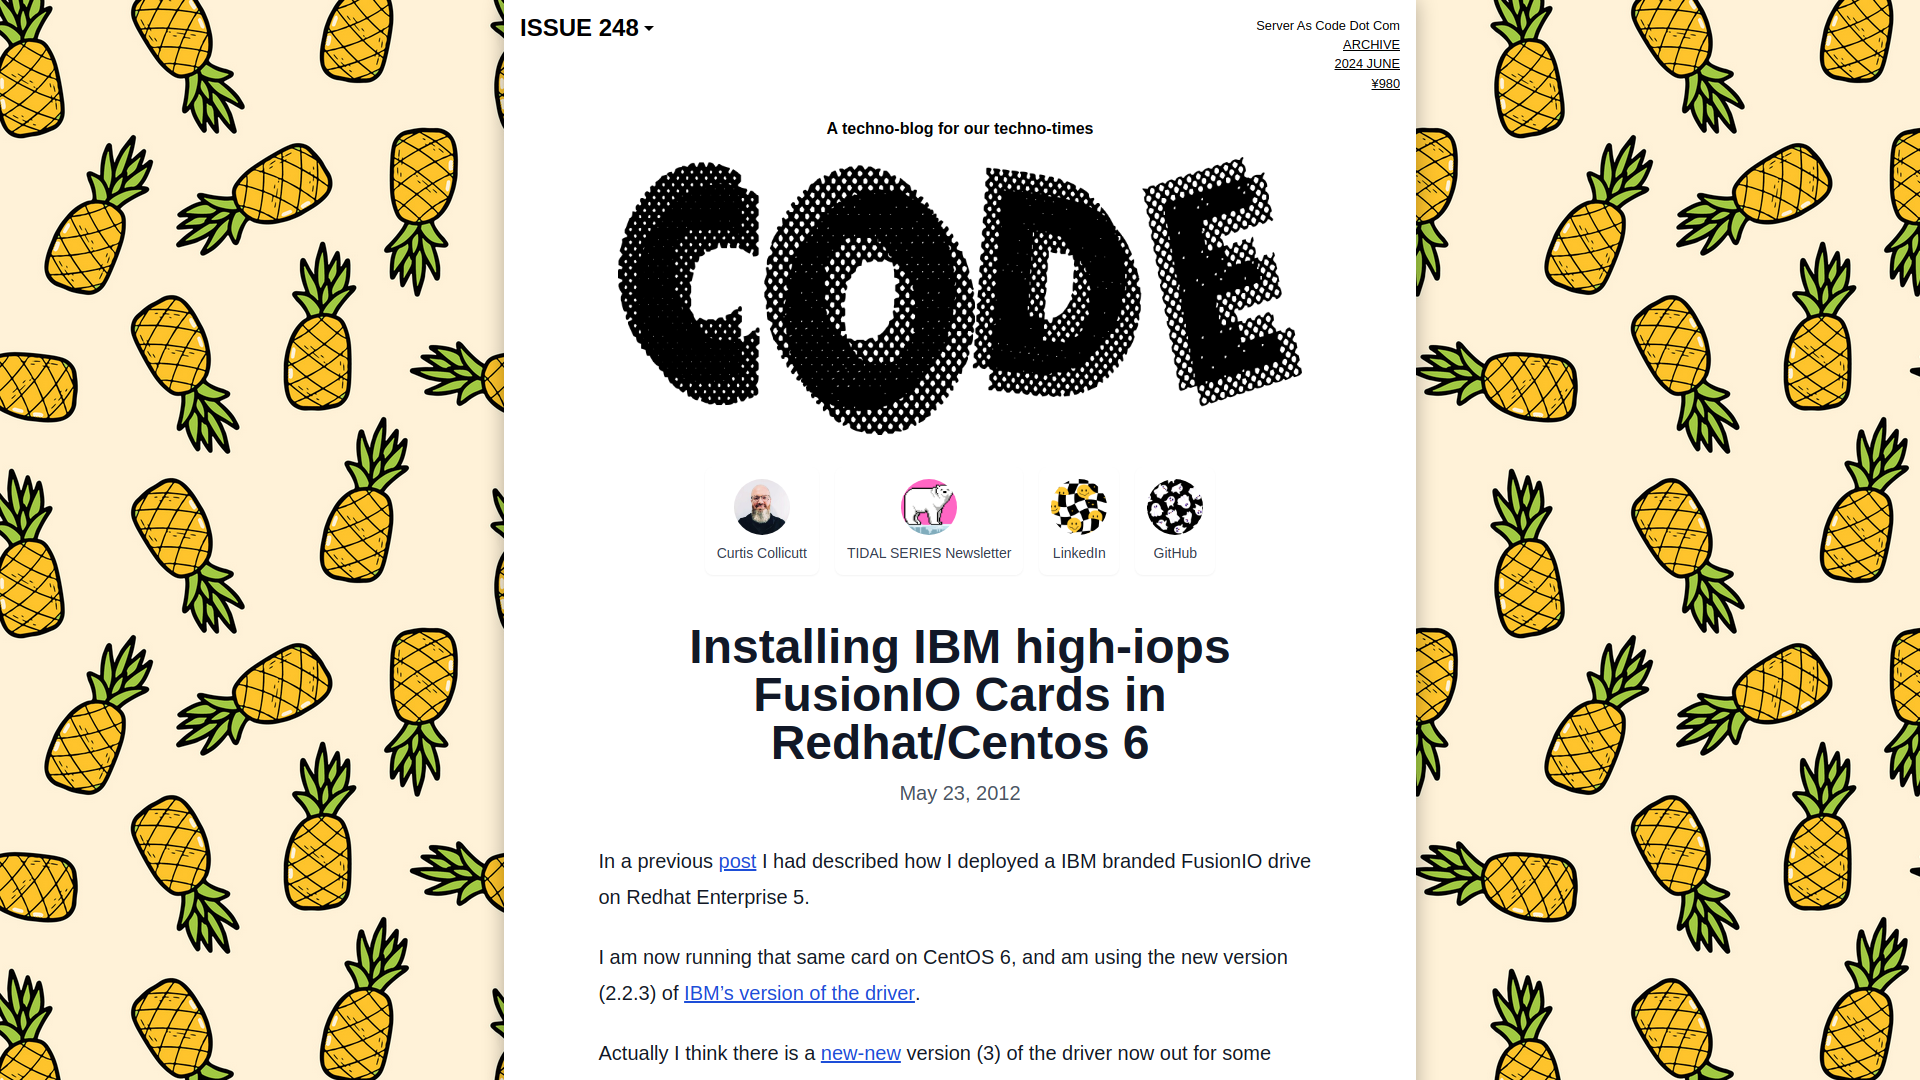 ISSUE 248
Server As Code Dot Com
ARCHIVE
2024 JUNE
¥980
A techno-blog for our techno-times
CODE
Curtis Collicutt
TIDAL SERIES Newsletter
LinkedIn
GitHub
Installing IBM high-iops
FusionIO Cards in
Redhat/Centos 6
May 23, 2012
In a previous post I had described how I deployed a IBM branded FusionIO drive
on Redhat Enterprise 5.
I am now running that same card on CentOS 6, and am using the new version
(2.2.3) of IBM’s version of the driver.
Actually I think there is a new-new version (3) of the driver now out for some